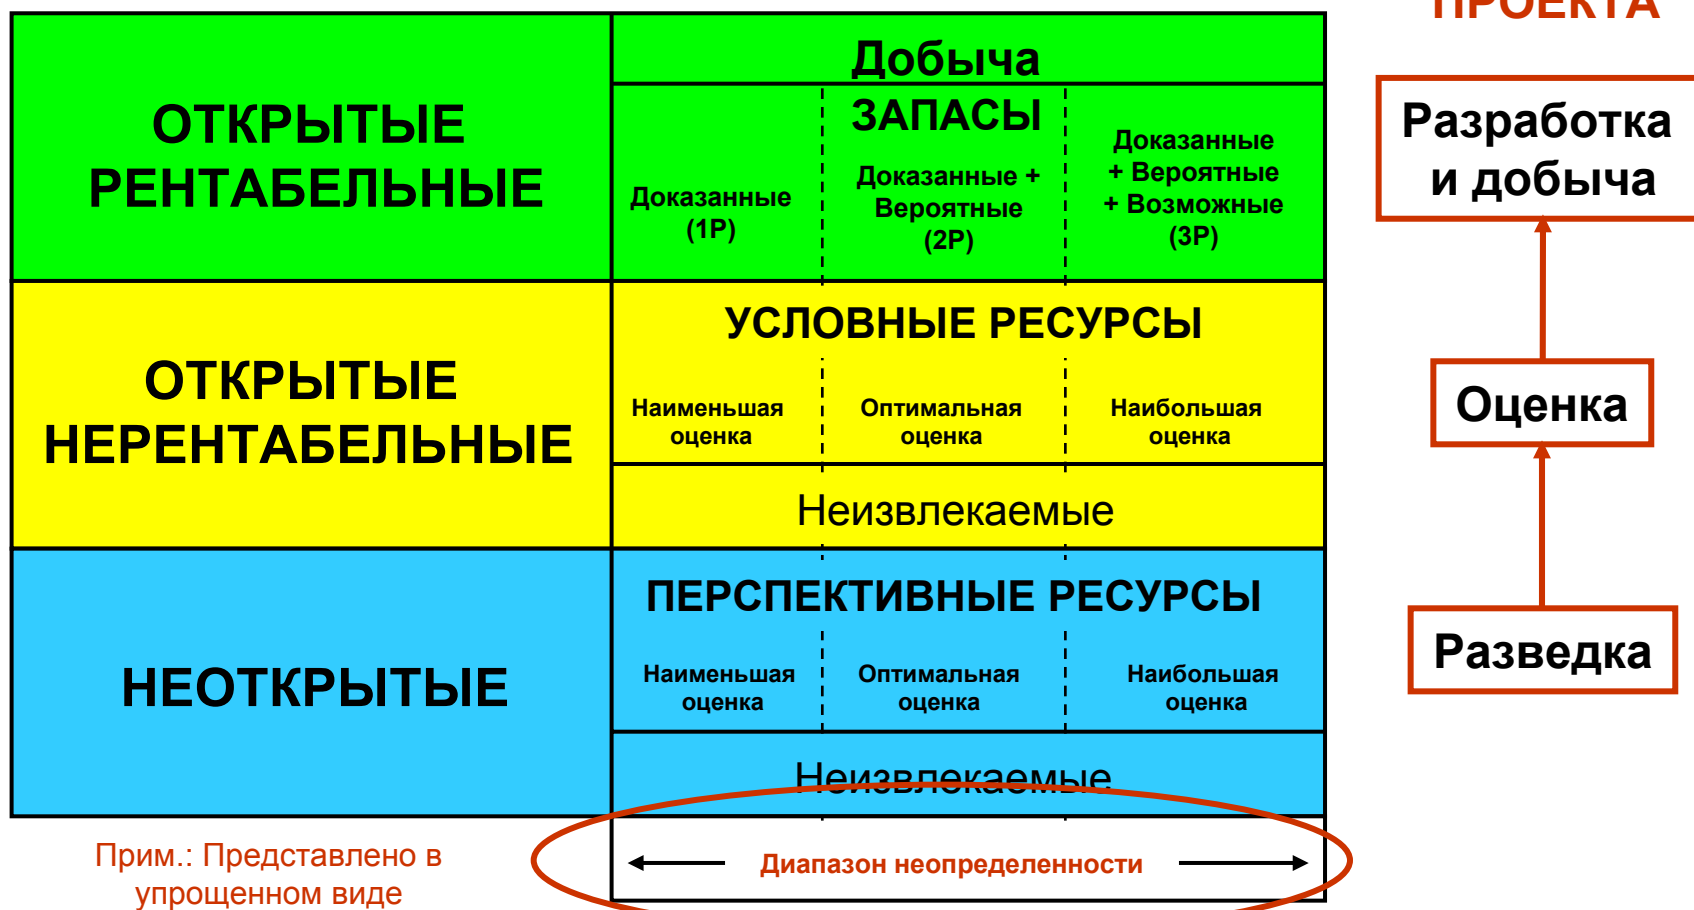 ПРОЕКТА
ОТКРЫТЫЕ
РЕНТАБЕЛЬНЫЕ
Добыча
ЗАПАСЫ
Доказанные
(1P)
Доказанные +
Вероятные
(2P)
Доказанные
+ Вероятные
+ Возможные
(3P)
ОТКРЫТЫЕ
НЕРЕНТАБЕЛЬНЫЕ
УСЛОВНЫЕ РЕСУРСЫ
Наименьшая
оценка
Оптимальная
оценка
Наибольшая
оценка
Неизвлекаемые
НЕОТКРЫТЫЕ
ПЕРСПЕКТИВНЫЕ РЕСУРСЫ
Наименьшая
оценка
Оптимальная
оценка
Наибольшая
оценка
Неизвлекаемые
Диапазон неопределенности
Прим.: Представлено в
упрощенном виде
Разработка
и добыча
Оценка
Разведка